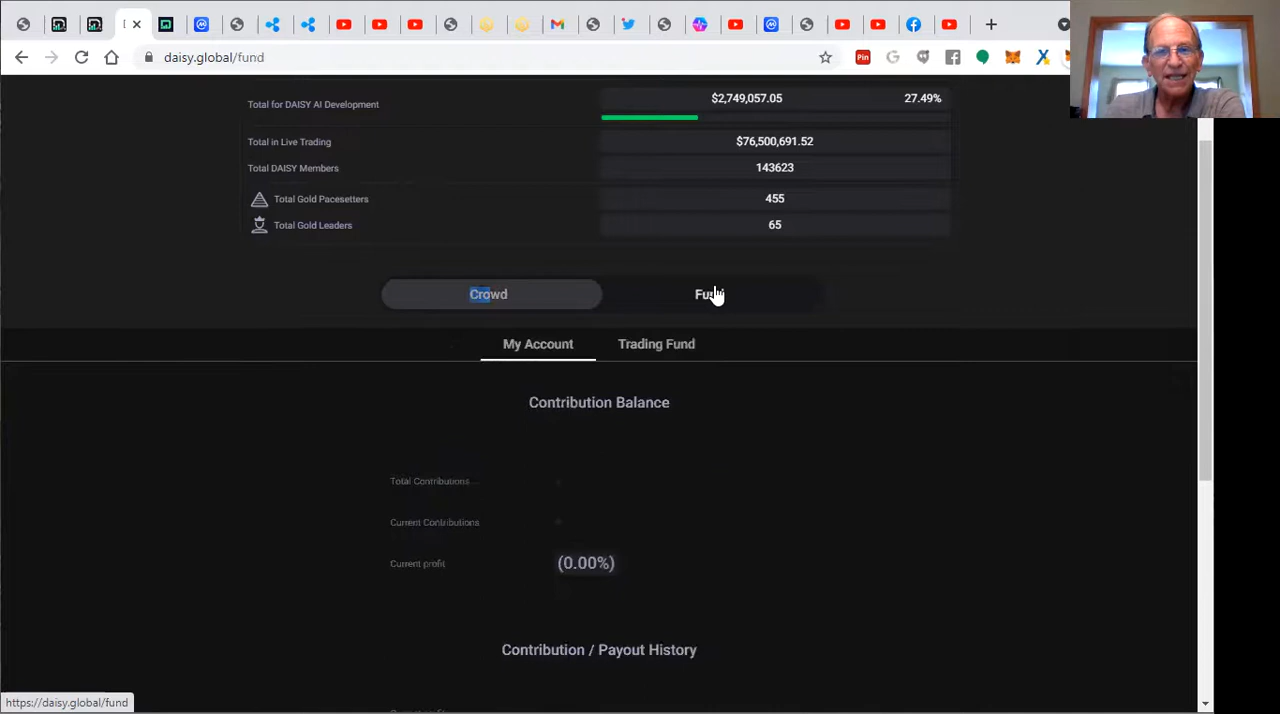 daisy.global/fund
Total for DAISY AI Development $2,749,057.05 27.49%
Total in Live Trading $76,500,691.52
Total DAISY Members 143623
Total Gold Pacesetters 455
Total Gold Leaders 65
Crowd
My Account Trading Fund
Contribution Balance
Total Contributions
Current Contributions
Current profit (0.00%)
Contribution / Payout History
https://daisy.global/fund